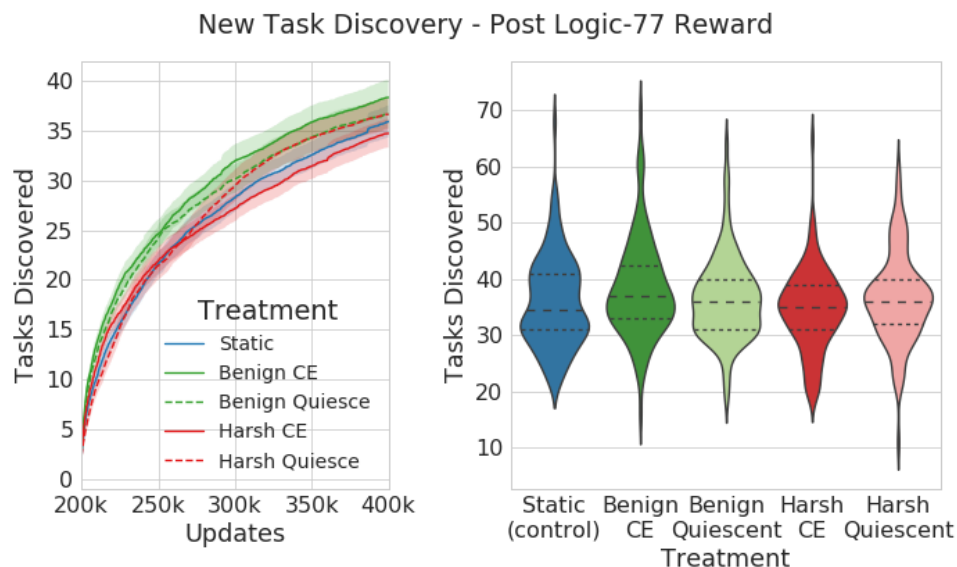 New Task Discovery - Post Logic-77 Reward
Tasks Discovered
40
35
30
25
20
15
10
5
0
200k 250k 300k 350k 400k
Updates
Treatment
Static
Benign CE
Benign Quiesce
Harsh CE
Harsh Quiesce
Tasks Discovered
70
60
50
40
30
20
10
Static Benign Benign Harsh Harsh
(control) CE Quiescent CE Quiescent
Treatment